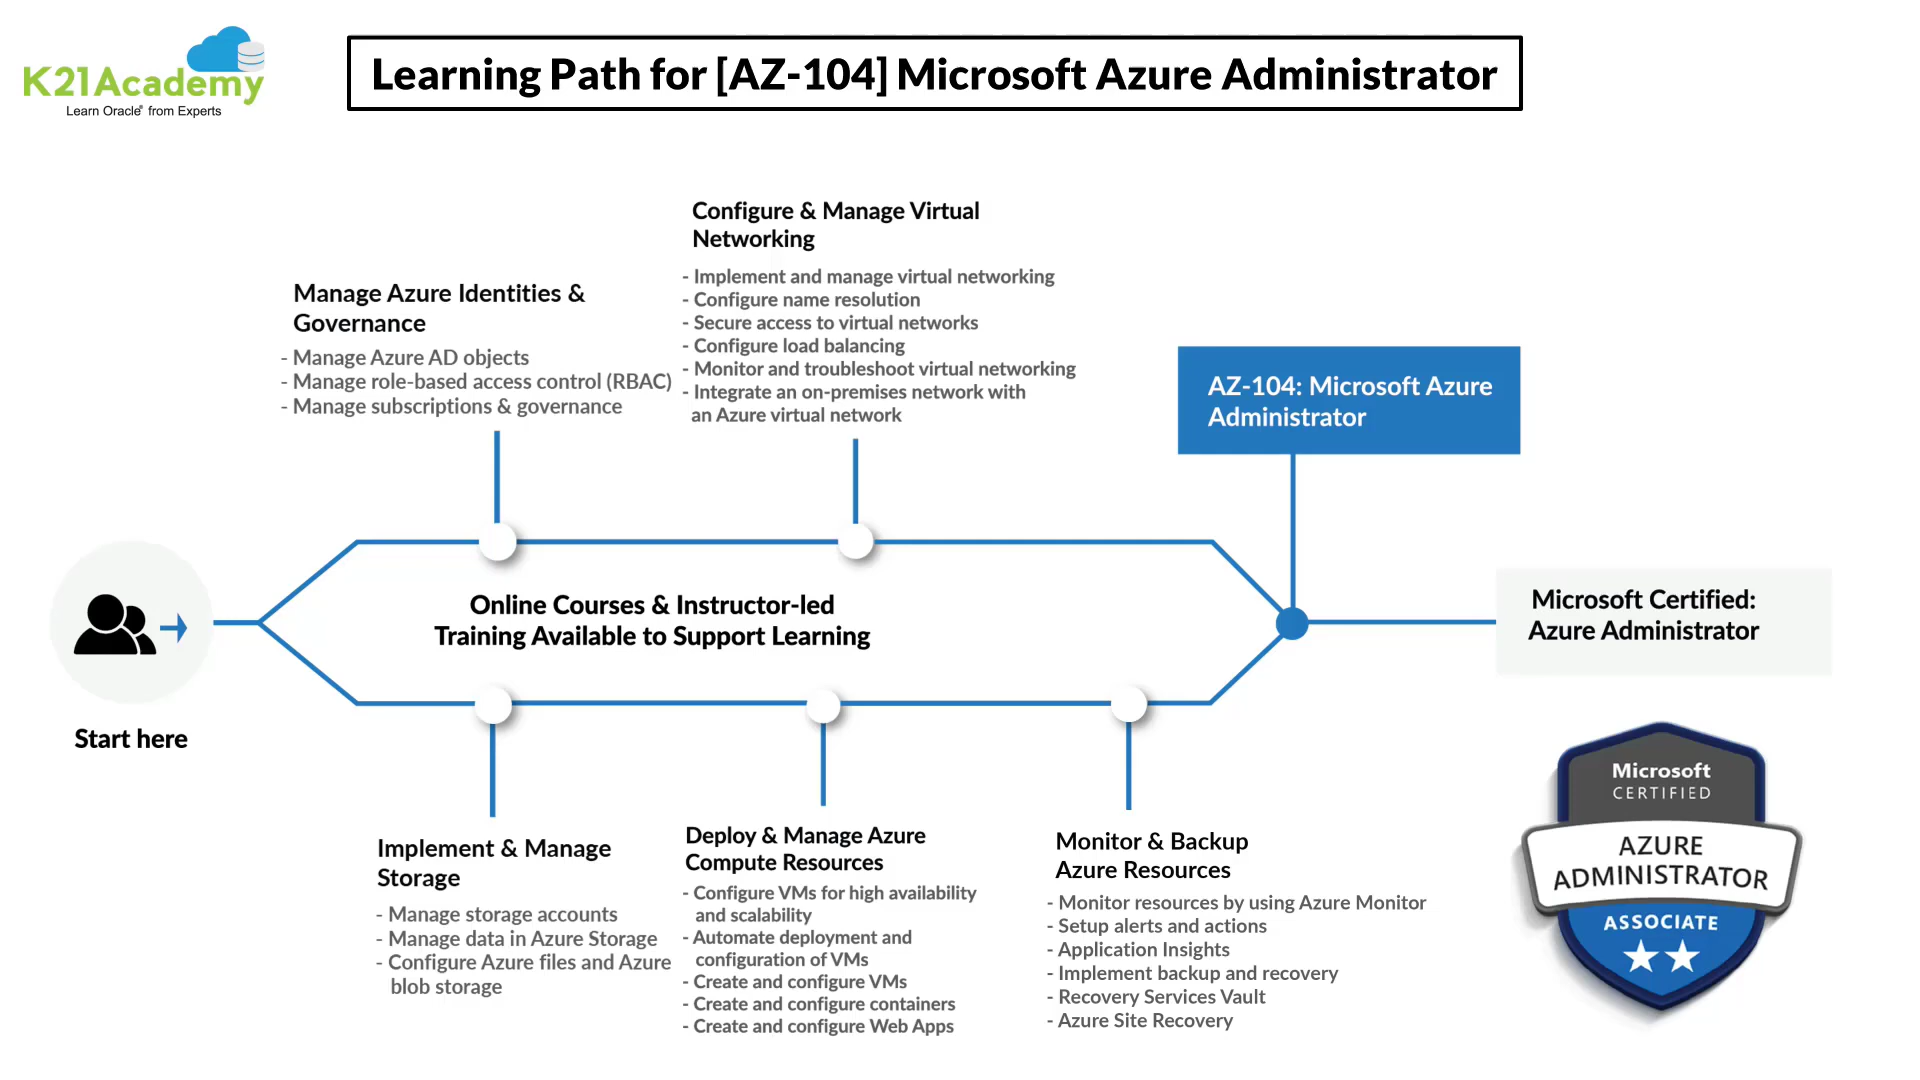 K21Academy
Learn Oracle® from Experts
Learning Path for [AZ-104] Microsoft Azure Administrator
Manage Azure Identities &
Governance
- Manage Azure AD objects
- Manage role-based access control (RBAC)
- Manage subscriptions & governance
Configure & Manage Virtual
Networking
- Implement and manage virtual networking
- Configure name resolution
- Secure access to virtual networks
- Configure load balancing
- Monitor and troubleshoot virtual networking
- Integrate an on-premises network with
an Azure virtual network
AZ-104: Microsoft Azure
Administrator
Online Courses & Instructor-led
Training Available to Support Learning
Microsoft Certified:
Azure Administrator
Start here
Implement & Manage
Storage
- Manage storage accounts
- Manage data in Azure Storage
- Configure Azure files and Azure
blob storage
Deploy & Manage Azure
Compute Resources
- Configure VMs for high availability
and scalability
- Automate deployment and
configuration of VMs
- Create and configure VMs
- Create and configure containers
- Create and configure Web Apps
Monitor & Backup
Azure Resources
- Monitor resources by using Azure Monitor
- Setup alerts and actions
- Application Insights
- Implement backup and recovery
- Recovery Services Vault
- Azure Site Recovery
Microsoft
CERTIFIED
AZURE
ADMINISTRATOR
ASSOCIATE